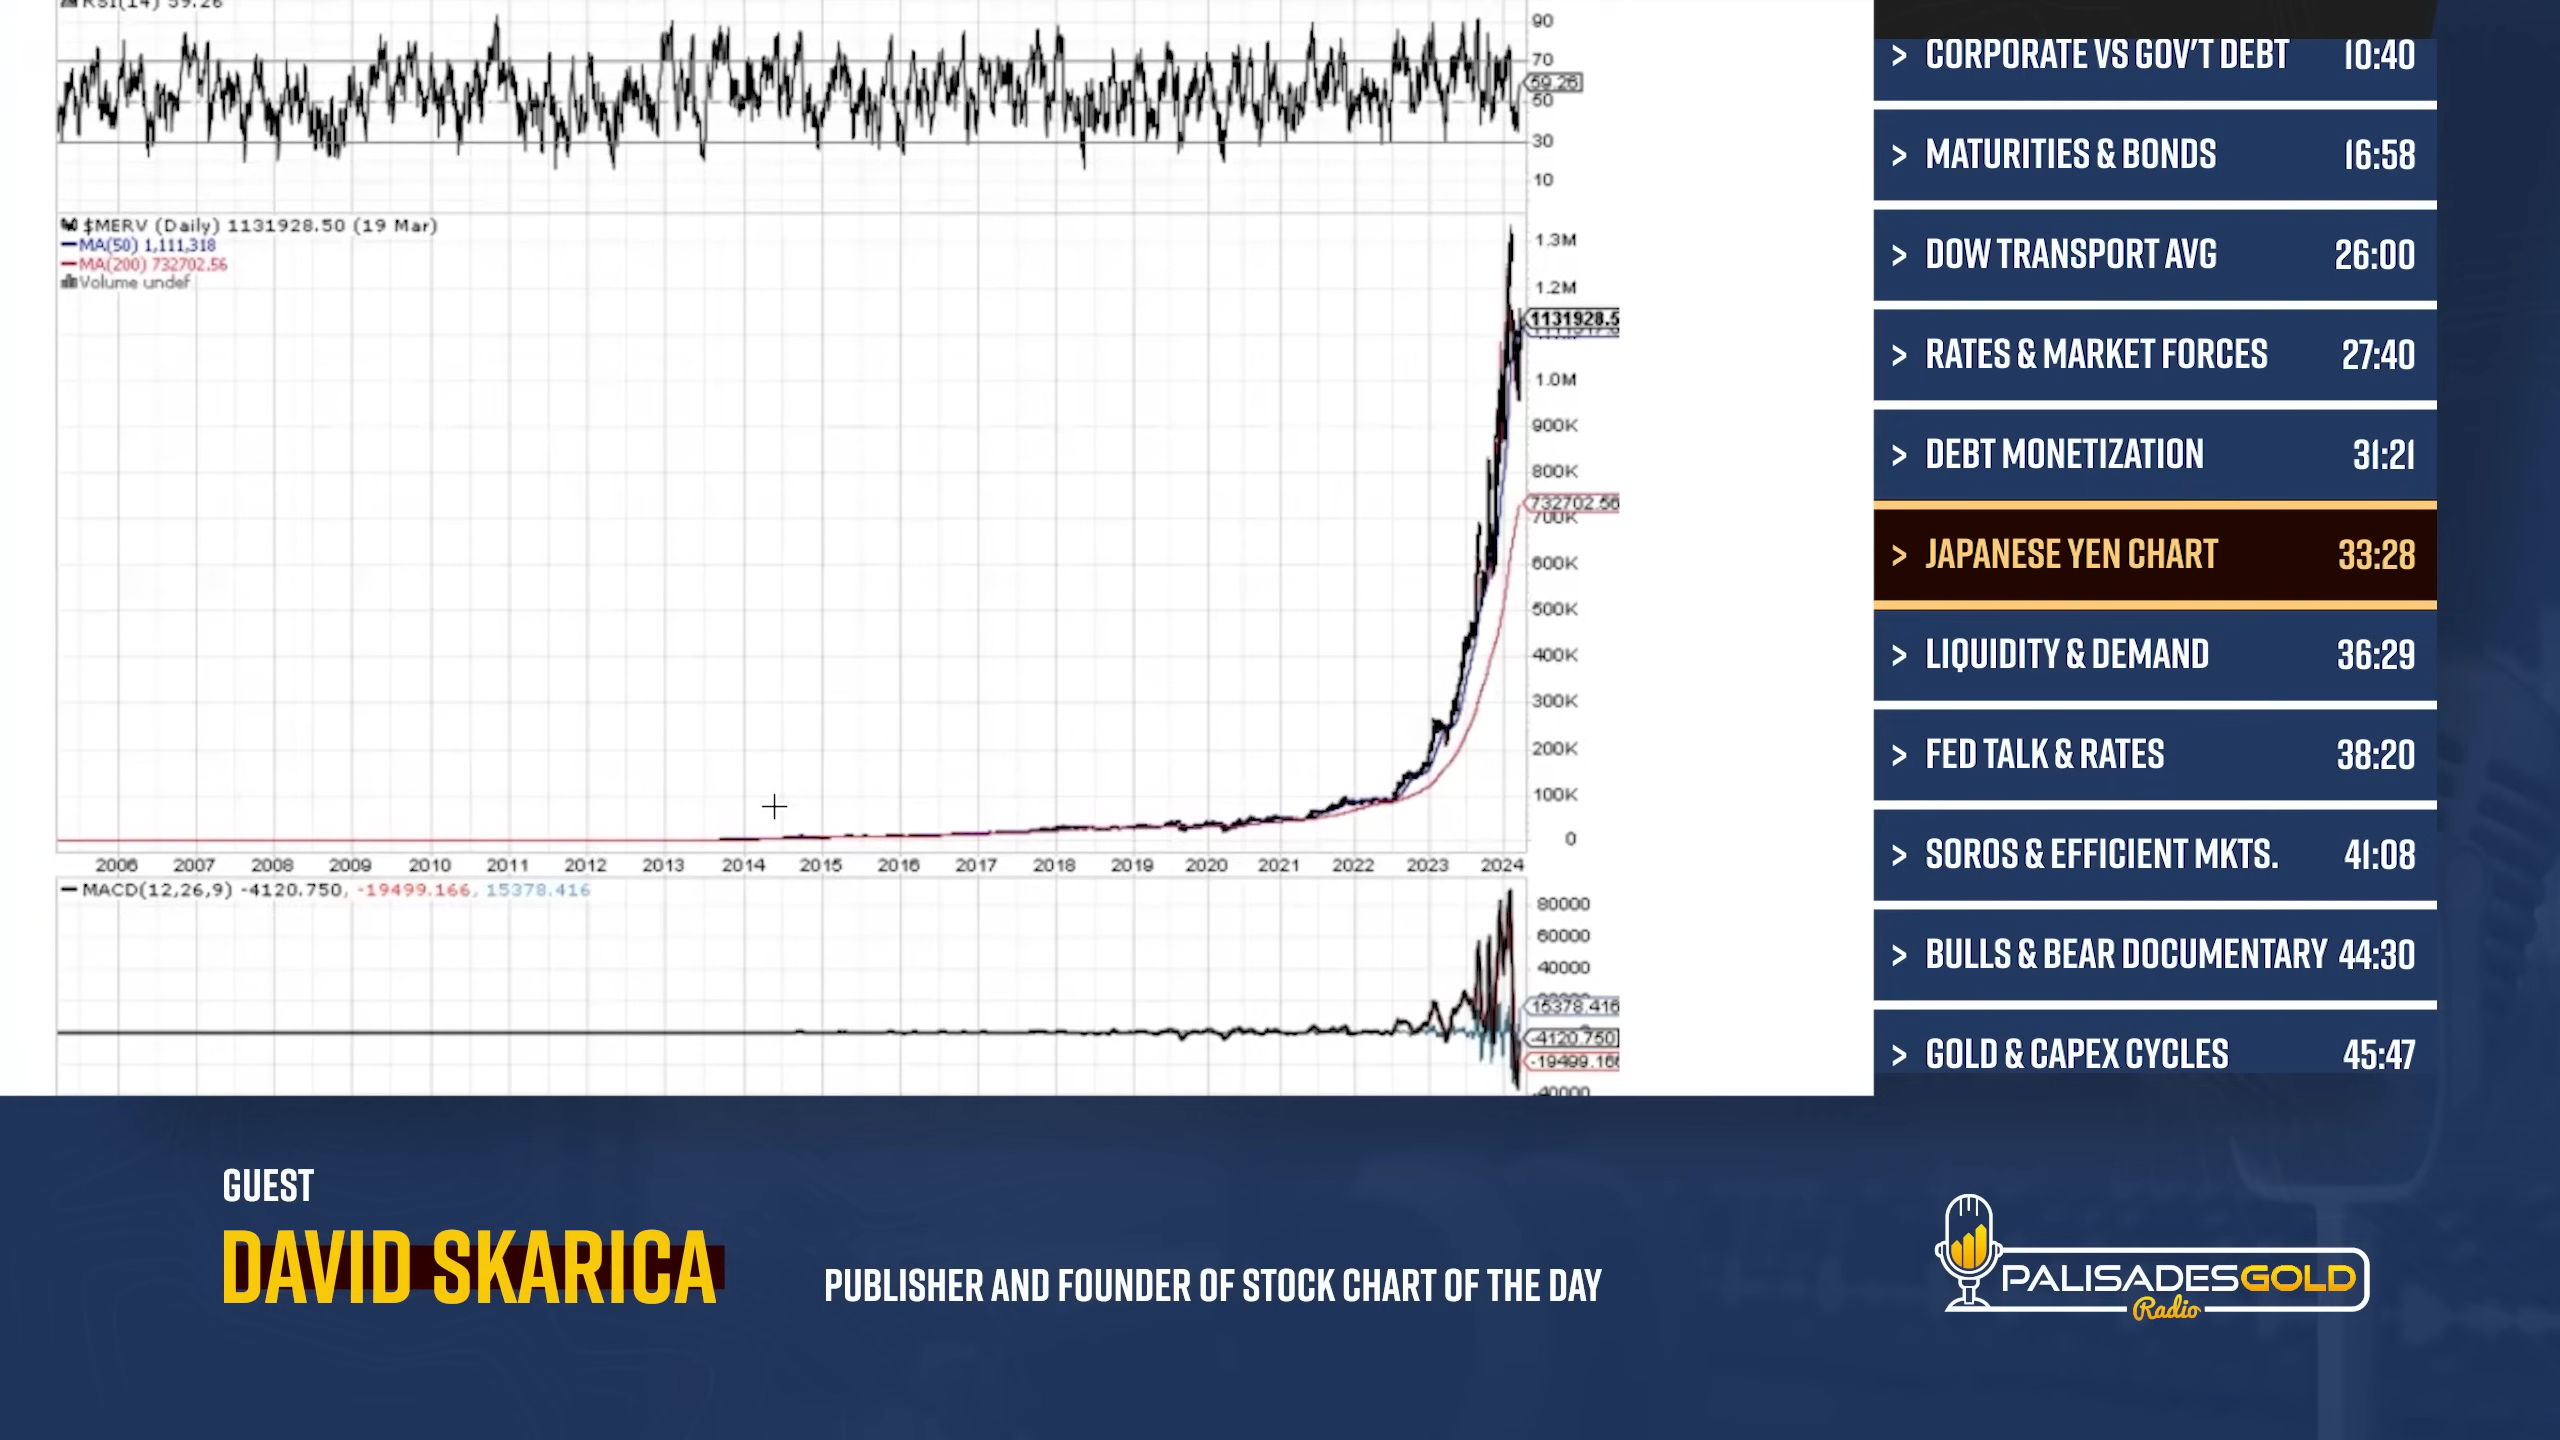 RSI(14) 59.26
90
70
59.26
50
30
10
$MERV (Daily) 1131928.50 (19 Mar)
MA(50) 1,111,318
MA(200) 732702.56
Volume undef
1.3M
1.2M
1131928.5
1.0M
900K
800K
732702.56
700K
600K
500K
400K
300K
200K
100K
0
2006 2007 2008 2009 2010 2011 2012 2013 2014 2015 2016 2017 2018 2019 2020 2021 2022 2023 2024
MACD(12,26,9) -4120.750, -19499.166, 15378.416
80000
60000
40000
15378.416
-4120.750
-19499.166
> CORPORATE VS GOV'T DEBT 10:40
> MATURITIES & BONDS 16:58
> DOW TRANSPORT AVG 26:00
> RATES & MARKET FORCES 27:40
> DEBT MONETIZATION 31:21
> JAPANESE YEN CHART 33:28
> LIQUIDITY & DEMAND 36:29
> FED TALK & RATES 38:20
> SOROS & EFFICIENT MKTS. 41:08
> BULLS & BEAR DOCUMENTARY 44:30
> GOLD & CAPEX CYCLES 45:47
GUEST
DAVID SKARICA
PUBLISHER AND FOUNDER OF STOCK CHART OF THE DAY
PALISADESGOLD
Radio